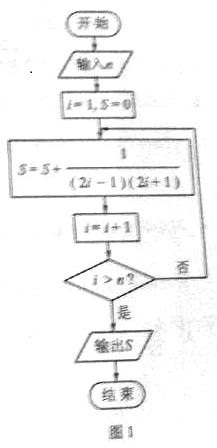 开始
输入n
i=1,S=0
S=S+1/((2i-1)(2i+1))
i=i+1
i>n?
否
是
输出S
结束
图1